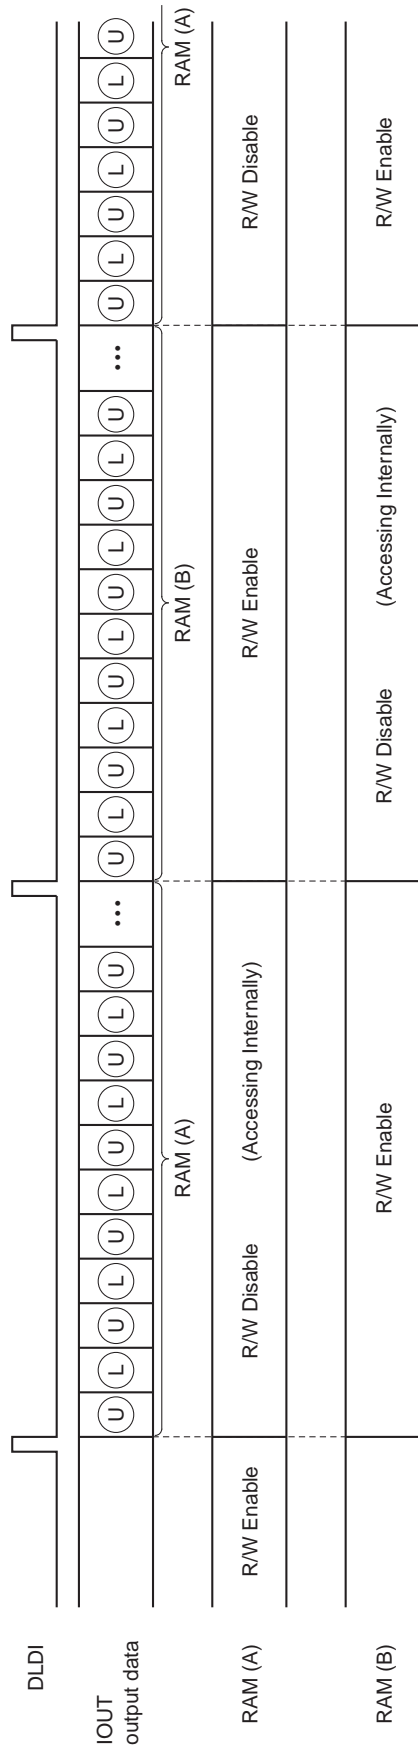 DLDI
IOUT
output data
U L U L U L U L U L U ... U L U L U L U L U L U ... U L U L U L U
RAM (A) RAM (B) RAM (A)
RAM (A) R/W Enable R/W Disable (Accessing Internally) R/W Enable R/W Disable
RAM (B) R/W Enable R/W Disable (Accessing Internally) R/W Enable